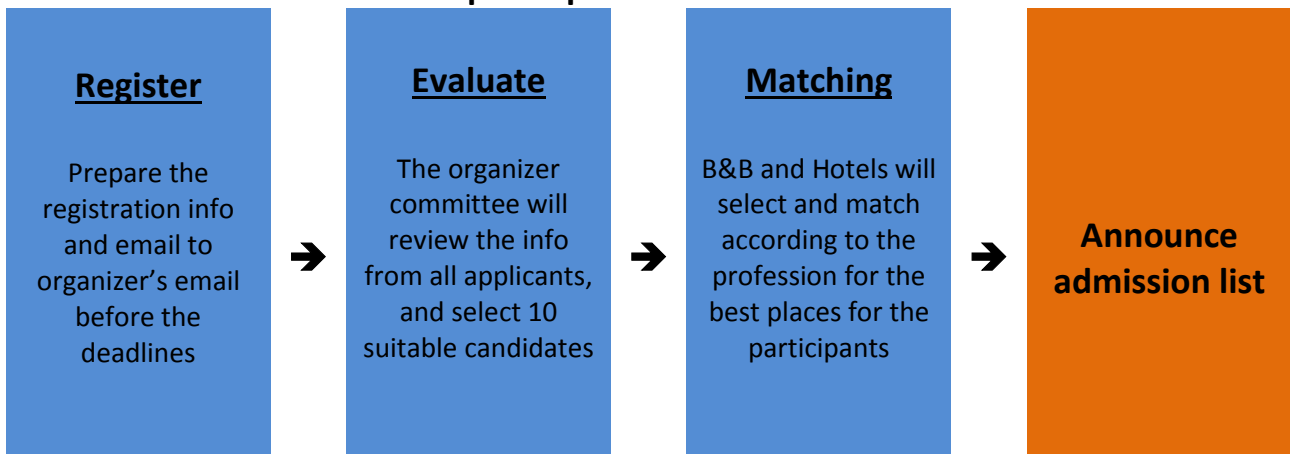 Register
Prepare the
registration info
and email to
organizer’s email
before the
deadlines
➔
Evaluate
The organizer
committee will
review the info
from all applicants,
and select 10
suitable candidates
➔
Matching
B&B and Hotels will
select and match
according to the
profession for the
best places for the
participants
➔
Announce
admission list